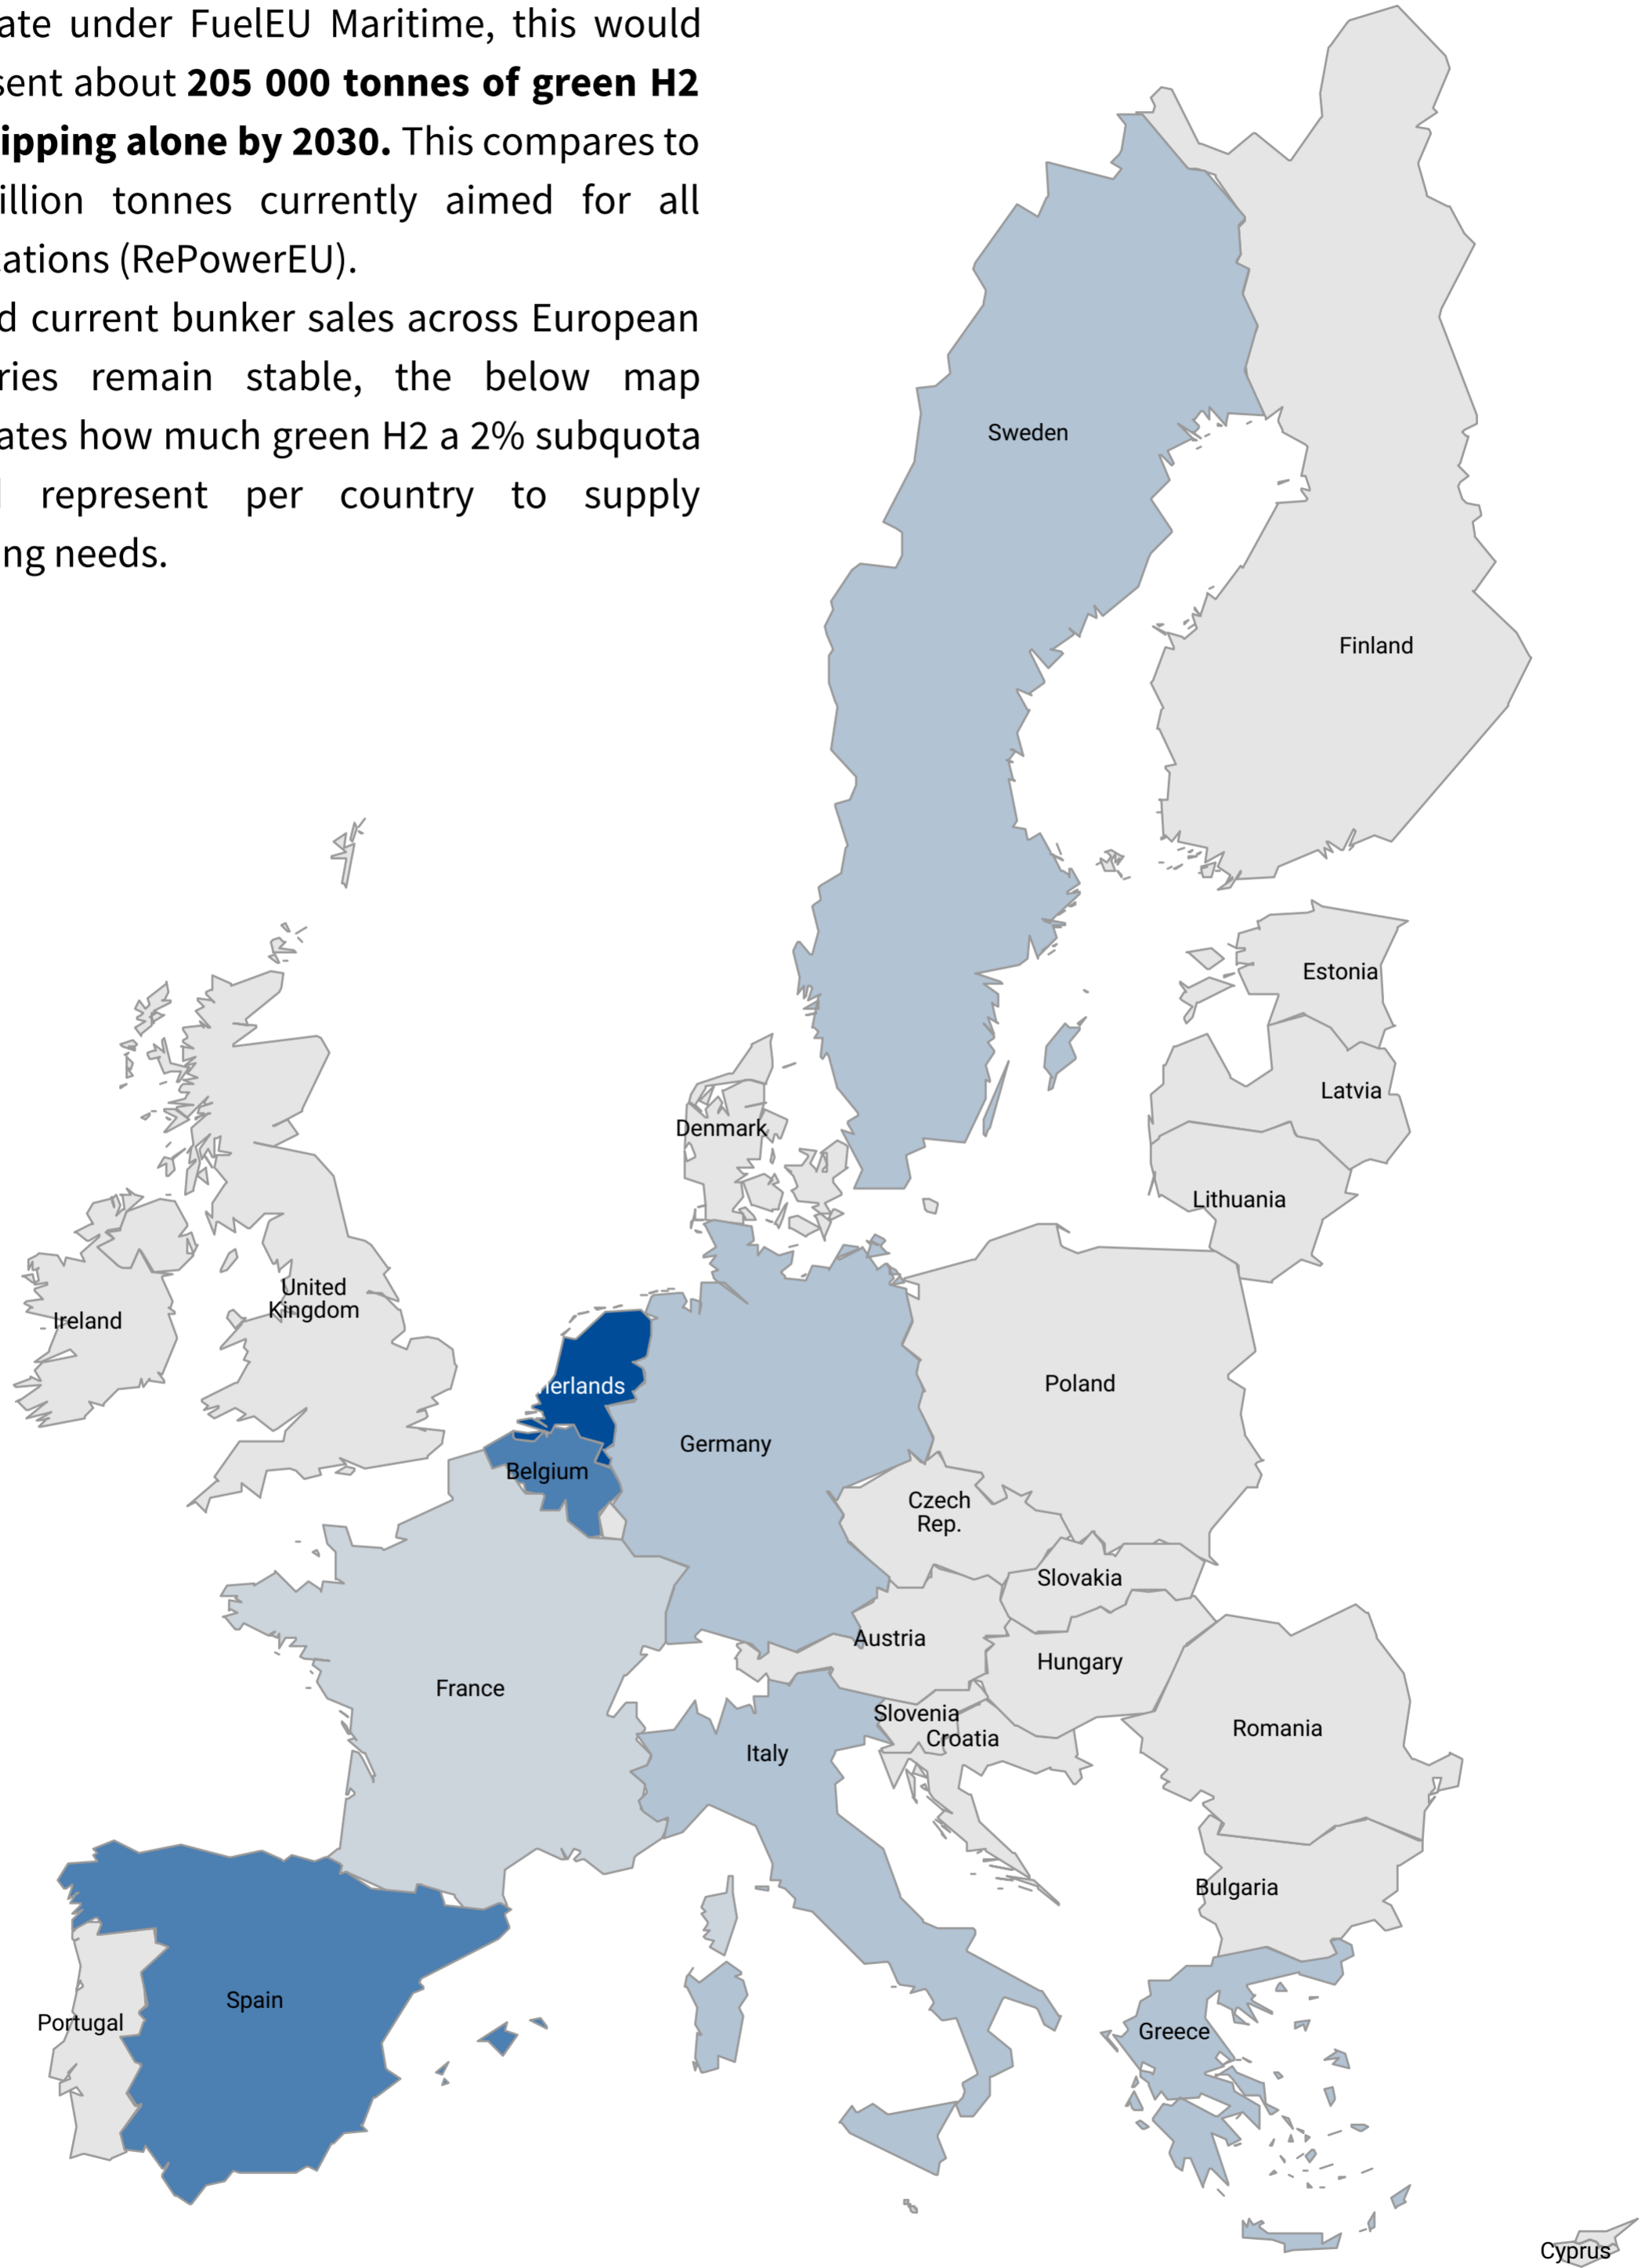 ate under FuelEU Maritime, this would
sent about 205 000 tonnes of green H2
ipping alone by 2030. This compares to
illion tonnes currently aimed for all
cations (RePowerEU).
d current bunker sales across European
ries remain stable, the below map
ates how much green H2 a 2% subquota
represent per country to supply
ng needs.
Sweden
Finland
Estonia
Latvia
Denmark
Lithuania
United
Kingdom
Ireland
herlands
Poland
Germany
Belgium
Czech
Rep.
Slovakia
Austria
Hungary
France
Slovenia
Romania
Croatia
Italy
Bulgaria
Spain
Portugal
Greece
Cyprus